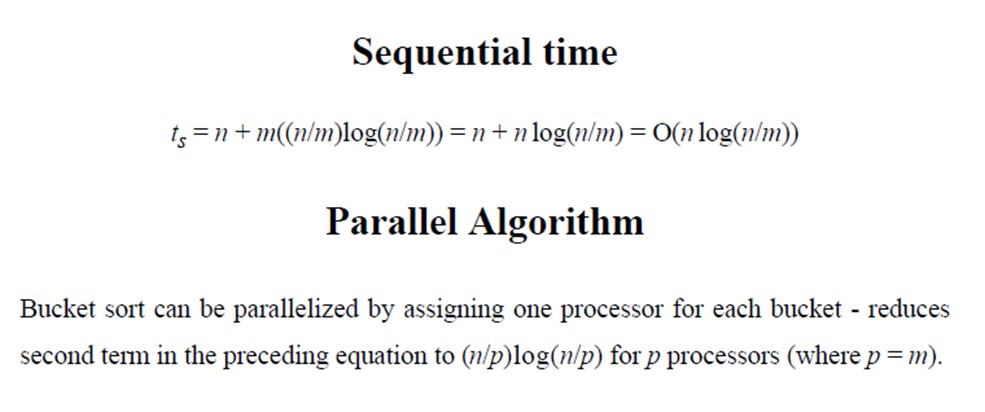 Sequential time
tₛ = n + m((n/m)log(n/m)) = n + n log(n/m) = O(n log(n/m))
Parallel Algorithm
Bucket sort can be parallelized by assigning one processor for each bucket - reduces
second term in the preceding equation to (n/p)log(n/p) for p processors (where p = m).